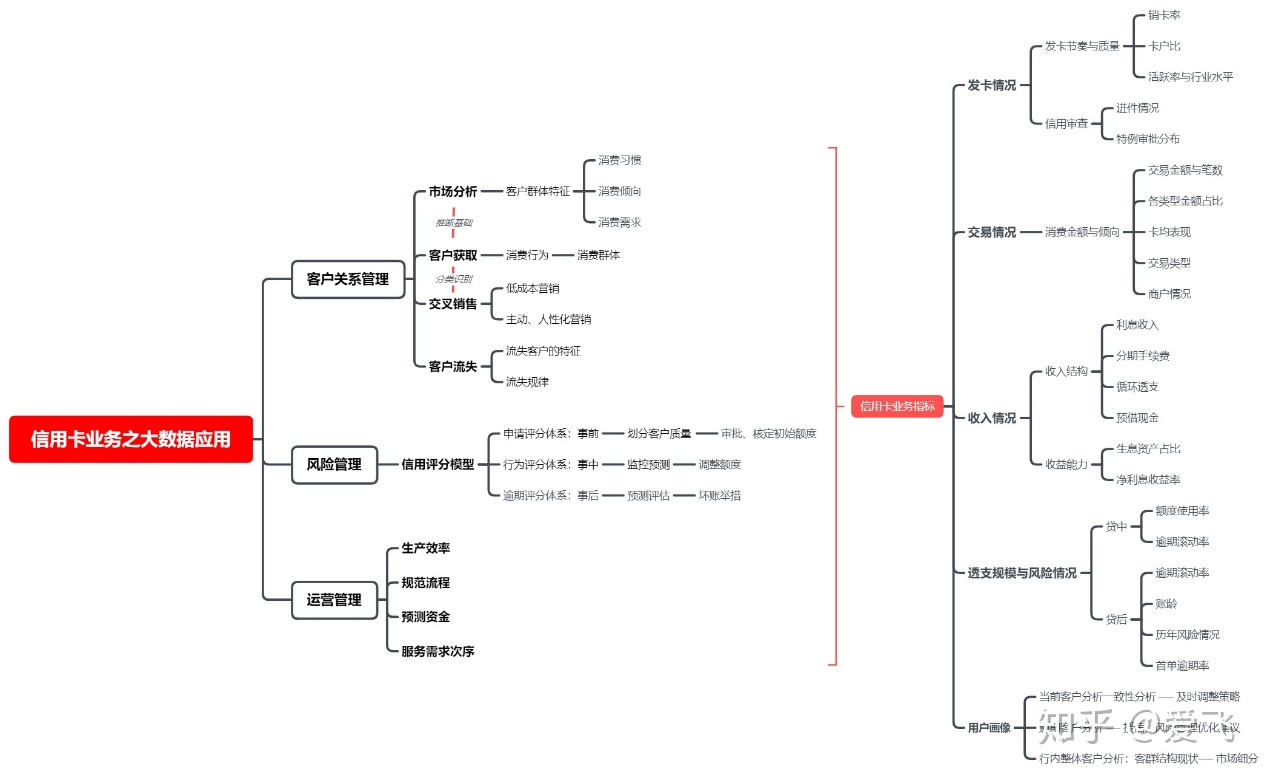 信用卡业务之大数据应用
客户关系管理
市场分析
客户群体特征
消费习惯
消费倾向
消费需求
推断基础
客户获取
消费行为
消费群体
分类识别
交叉销售
低成本营销
主动、人性化营销
客户流失
流失客户的特征
流失规律
风险管理
信用评分模型
申请评分体系：事前
划分客户质量
审批、核定初始额度
行为评分体系：事中
监控预测
调整额度
逾期评分体系：事后
预测评估
坏账举措
运营管理
生产效率
规范流程
预测资金
服务需求次序
信用卡业务指标
发卡情况
发卡节奏与质量
销卡率
卡户比
活跃率与行业水平
信用审查
进件情况
特例审批分布
交易情况
消费金额与倾向
交易金额与笔数
各类型金额占比
卡均表现
交易类型
商户情况
收入情况
收入结构
利息收入
分期手续费
循环透支
预借现金
收益能力
生息资产占比
净利息收益率
透支规模与风险情况
贷中
额度使用率
逾期滚动率
贷后
逾期滚动率
账龄
历年风险情况
首单逾期率
用户画像
当前客户分析一致性分析 — 及时调整策略
户分析
管理优化建议
行内整体客户分析：客群结构现状— 市场细分
知乎 @爱飞